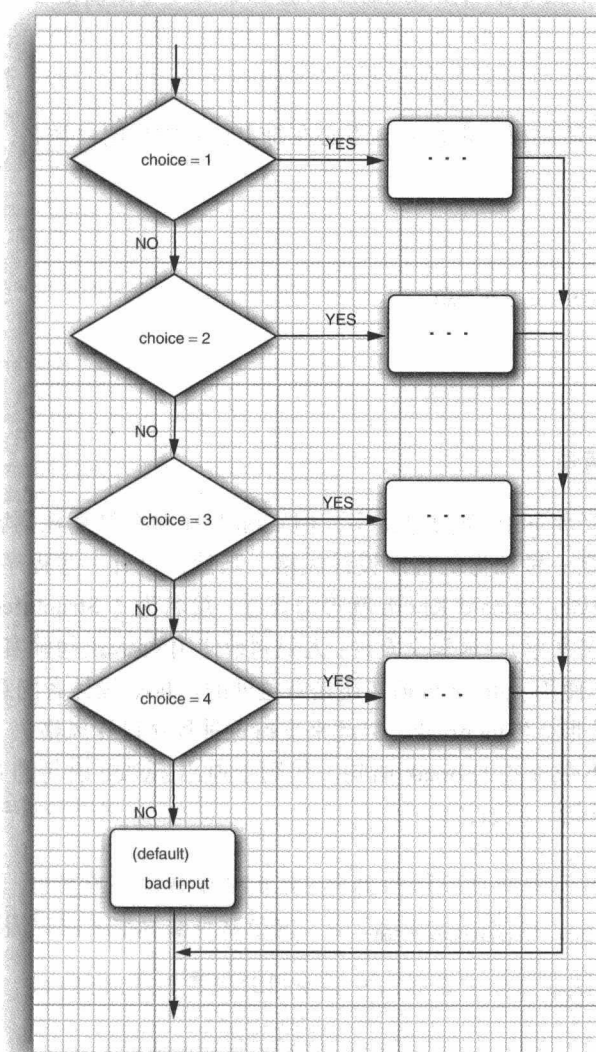 choice = 1
YES
- - -
NO
choice = 2
YES
- - -
NO
choice = 3
YES
- - -
NO
choice = 4
YES
- - -
NO
(default)
bad input